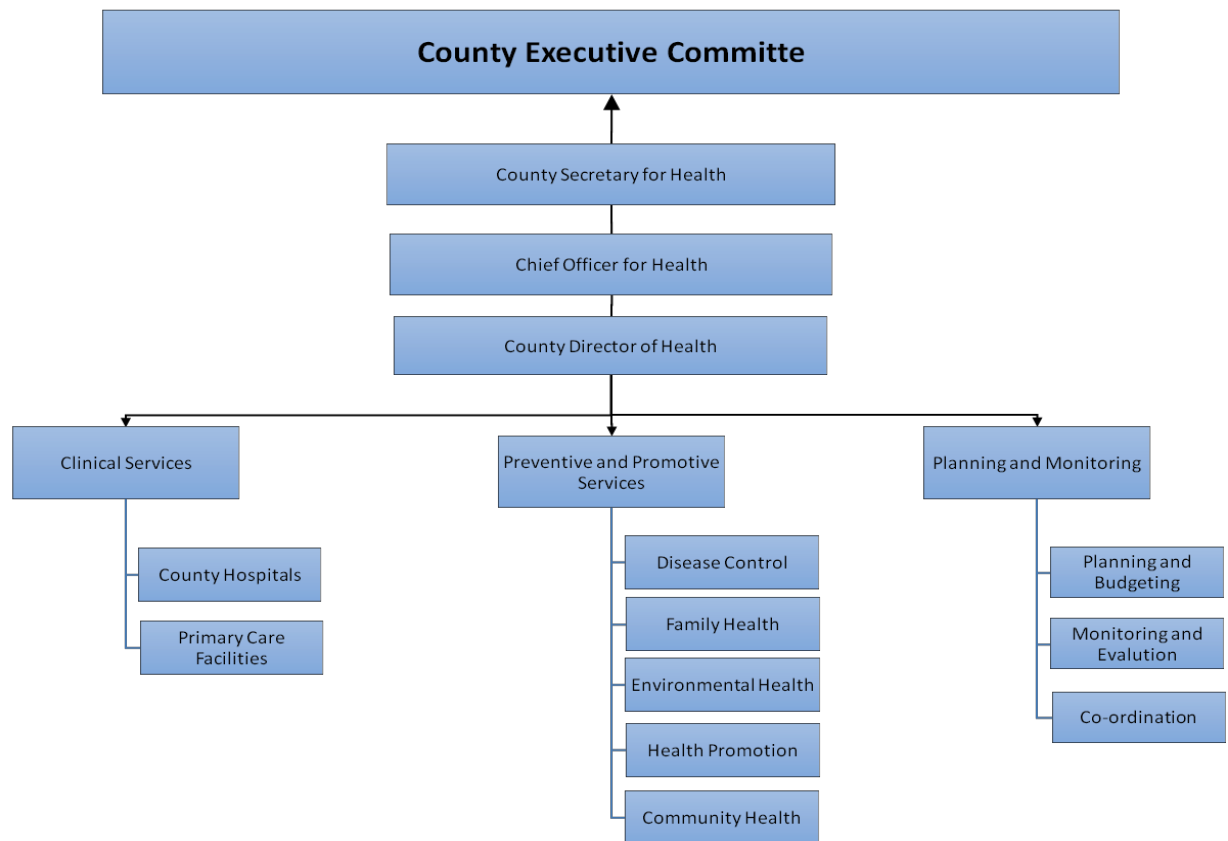 County Executive Committe
County Secretary for Health
Chief Officer for Health
County Director of Health
Clinical Services
County Hospitals
Primary Care
Facilities
Preventive and Promotive
Services
Disease Control
Family Health
Environmental Health
Health Promotion
Community Health
Planning and Monitoring
Planning and
Budgeting
Monitoring and
Evalution
Co-ordination